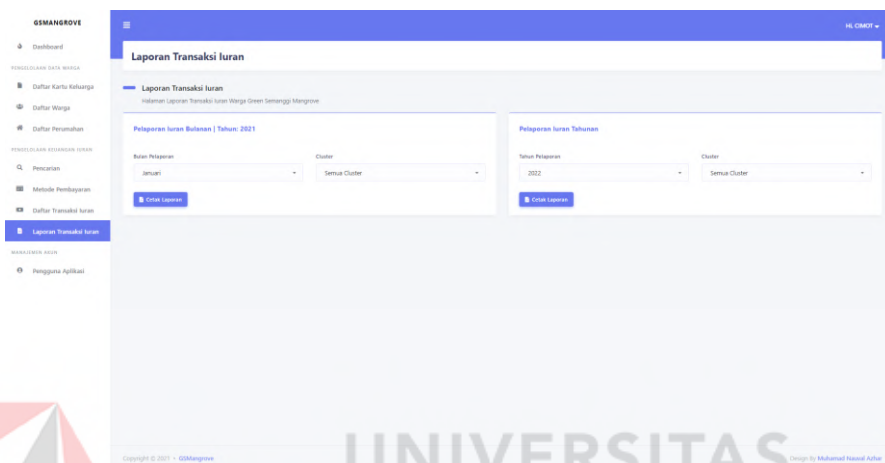 GSMANGROVE
HI, CIMOT
Dashboard
PENGELOLAAN DATA WARGA
Daftar Kartu Keluarga
Daftar Warga
Daftar Perumahan
PENGELOLAAN KEUANGAN IURAN
Pencarian
Metode Pembayaran
Daftar Transaksi Iuran
Laporan Transaksi Iuran
MANAJEMEN AKUN
Pengguna Aplikasi
Laporan Transaksi Iuran
Laporan Transaksi Iuran
Halaman Laporan Transaksi Iuran Warga Green Semanggi Mangrove
Pelaporan Iuran Bulanan | Tahun: 2021
Bulan Pelaporan
Cluster
Januari
Semua Cluster
Cetak Laporan
Pelaporan Iuran Tahunan
Tahun Pelaporan
Cluster
2022
Semua Cluster
Cetak Laporan
UNIVERSITAS
Copyright © 2021 • GSMangrove
Design By Muhamad Nawal Azhar